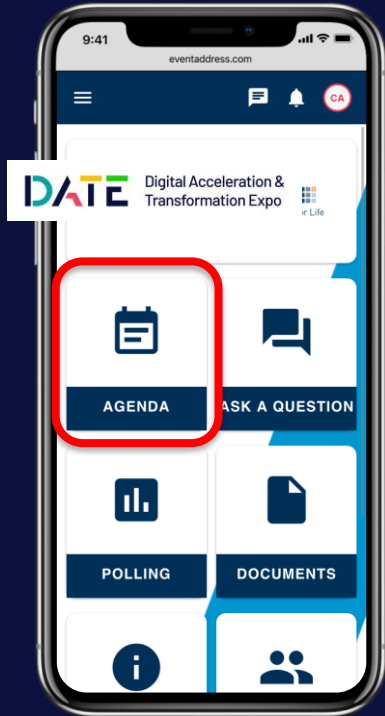 9:41
eventaddress.com
CA
DATE
Digital Acceleration &
Transformation Expo
r Life
AGENDA
ASK A QUESTION
POLLING
DOCUMENTS